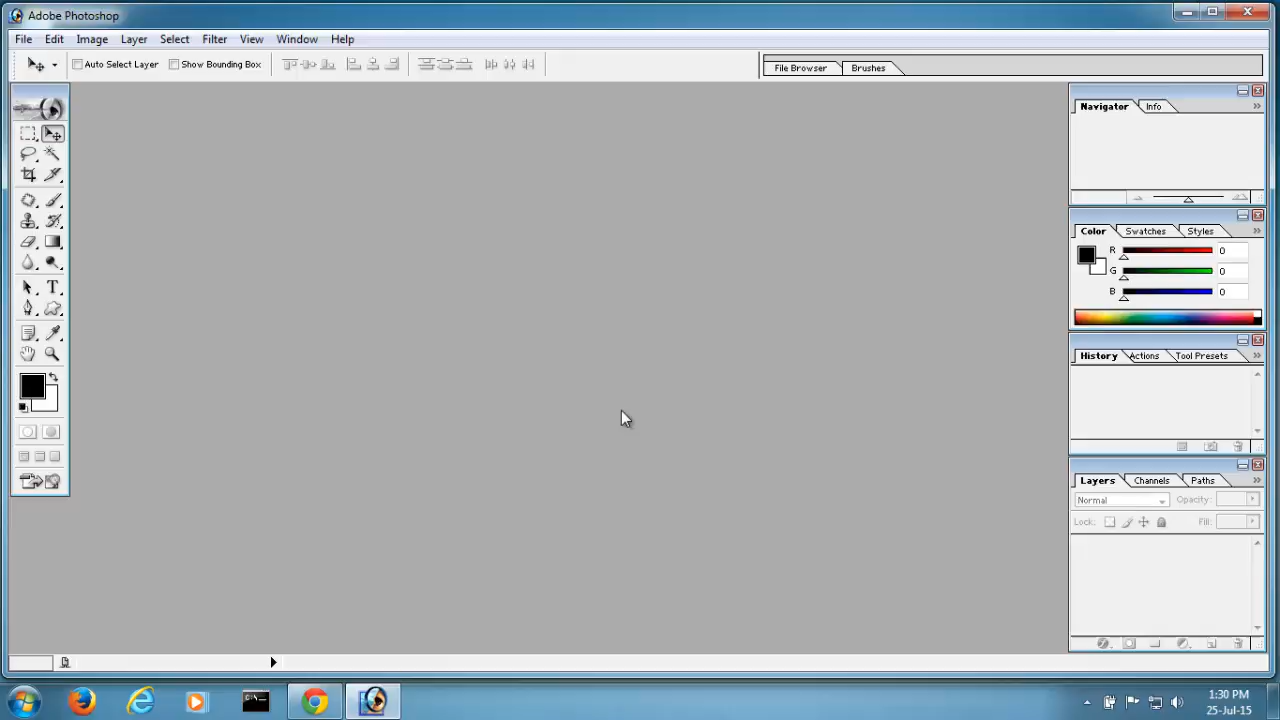 Adobe Photoshop
File Edit Image Layer Select Filter View Window Help
Auto Select Layer Show Bounding Box File Browser Brushes
Navigator Info
Color Swatches Styles
R 0
G 0
B 0
History Actions Tool Presets
Layers Channels Paths
Normal Opacity:
Lock: Fill:
1:30 PM
25-Jul-15